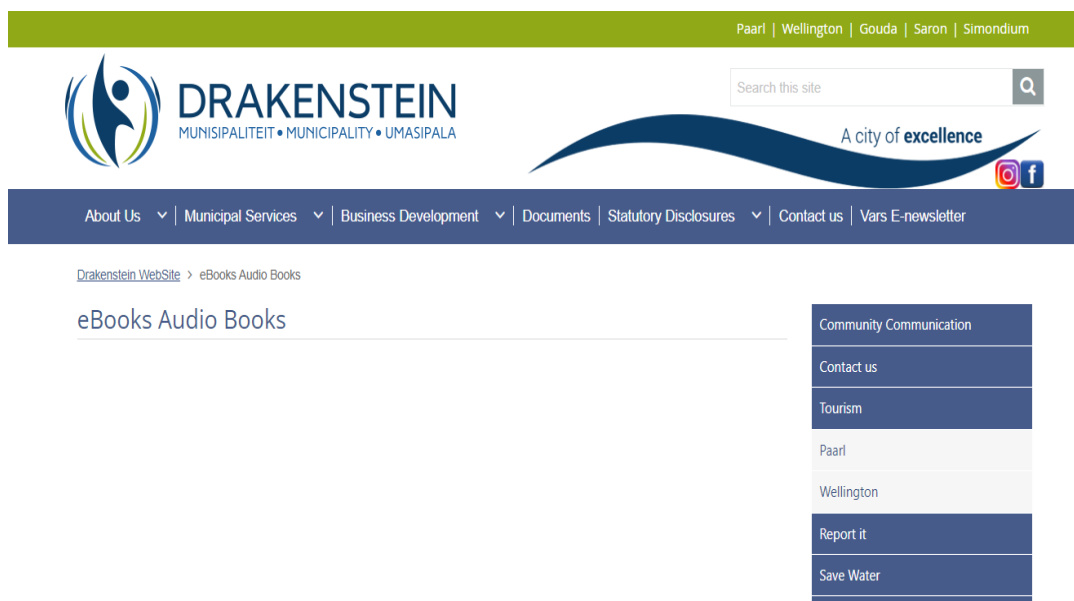 Paarl | Wellington | Gouda | Saron | Simondium
DRAKENSTEIN
MUNISIPALITEIT • MUNICIPALITY • UMASIPALA
Search this site
A city of excellence
About Us | Municipal Services | Business Development | Documents | Statutory Disclosures | Contact us | Vars E-newsletter
Drakenstein WebSite > eBooks Audio Books
eBooks Audio Books
Community Communication
Contact us
Tourism
Paarl
Wellington
Report it
Save Water